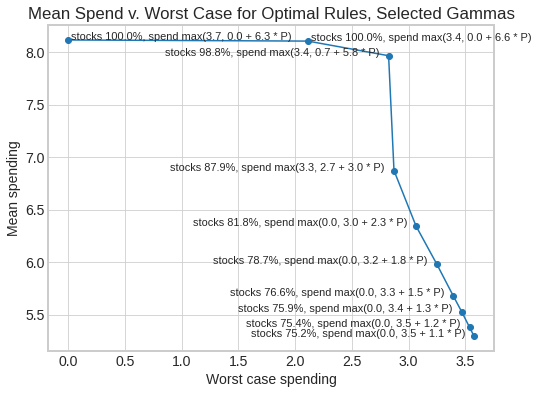 Mean Spend v. Worst Case for Optimal Rules, Selected Gammas
stocks 100.0%, spend max(3.7, 0.0 + 6.3 * P)
stocks 100.0%, spend max(3.4, 0.0 + 6.6 * P)
8.0
stocks 98.8%, spend max(3.4, 0.7 + 5.8 * P)
7.5
7.0
stocks 87.9%, spend max(3.3, 2.7 + 3.0 * P)
6.5
stocks 81.8%, spend max(0.0, 3.0 + 2.3 * P)
Mean spending
6.0
stocks 78.7%, spend max(0.0, 3.2 + 1.8 * P)
stocks 76.6%, spend max(0.0, 3.3 + 1.5 * P)
5.5
stocks 75.9%, spend max(0.0, 3.4 + 1.3 * P)
stocks 75.4%, spend max(0.0, 3.5 + 1.2 * P)
stocks 75.2%, spend max(0.0, 3.5 + 1.1 * P)
0.0 0.5 1.0 1.5 2.0 2.5 3.0 3.5
Worst case spending